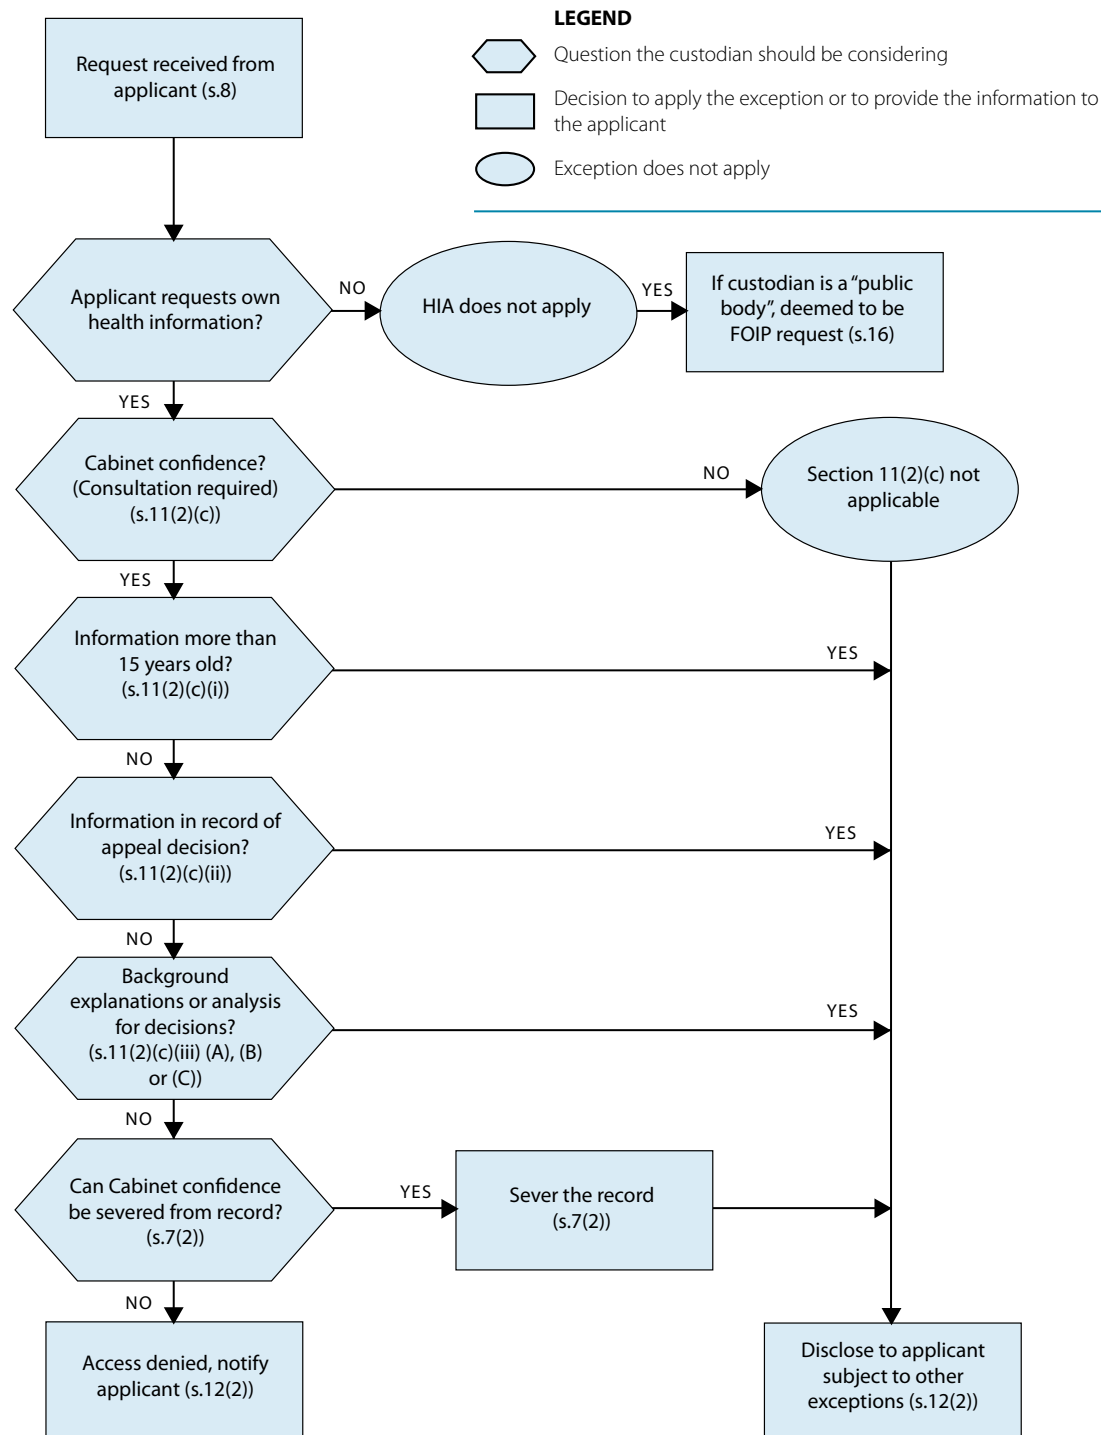 LEGEND
Question the custodian should be considering
Decision to apply the exception or to provide the information to
the applicant
Exception does not apply
Request received from
applicant (s.8)
Applicant requests own
health information?
NO
HIA does not apply
YES
If custodian is a “public
body”, deemed to be
FOIP request (s.16)
YES
Cabinet confidence?
(Consultation required)
(s.11(2)(c))
NO
Section 11(2)(c) not
applicable
YES
Information more than
15 years old?
(s.11(2)(c)(i))
YES
NO
Information in record of
appeal decision?
(s.11(2)(c)(ii))
YES
NO
Background
explanations or analysis
for decisions?
(s.11(2)(c)(iii) (A), (B)
or (C))
YES
NO
Can Cabinet confidence
be severed from record?
(s.7(2))
YES
Sever the record
(s.7(2))
NO
Access denied, notify
applicant (s.12(2))
Disclose to applicant
subject to other
exceptions (s.12(2))